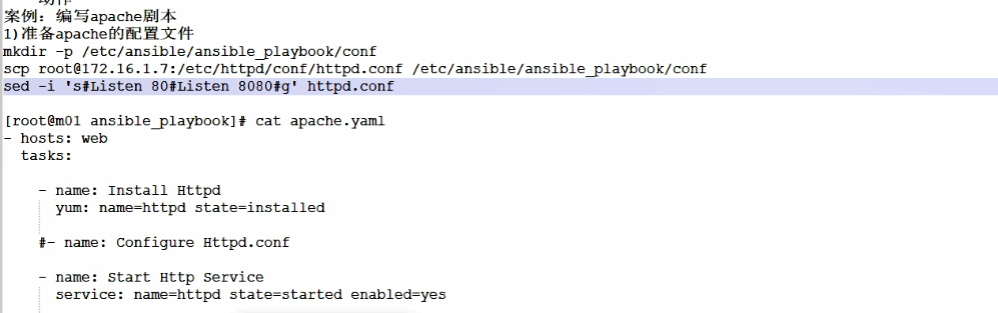 案例：编写apache剧本
1)准备apache的配置文件
mkdir -p /etc/ansible/ansible_playbook/conf
scp root@172.16.1.7:/etc/httpd/conf/httpd.conf /etc/ansible/ansible_playbook/conf
sed -i 's#Listen 80#Listen 8080#g' httpd.conf
[root@m01 ansible_playbook]# cat apache.yaml
- hosts: web
  tasks:
    - name: Install Httpd
      yum: name=httpd state=installed
    #- name: Configure Httpd.conf
    - name: Start Http Service
      service: name=httpd state=started enabled=yes